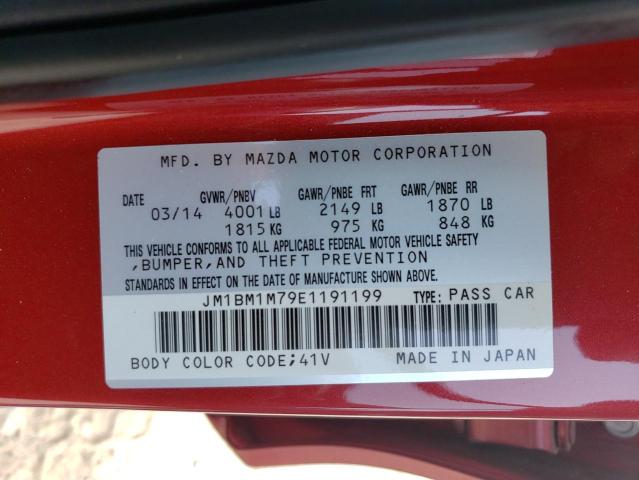 MFD. BY MAZDA MOTOR CORPORATION
DATE GVWR/PNBV GAWR/PNBE FRT GAWR/PNBE RR
03/14 4001 LB 2149 LB 1870 LB
1815 KG 975 KG 848 KG
THIS VEHICLE CONFORMS TO ALL APPLICABLE FEDERAL MOTOR VEHICLE SAFETY
,BUMPER,AND THEFT PREVENTION
STANDARDS IN EFFECT ON THE DATE OF MANUFACTURE SHOWN ABOVE.
JM1BM1M79E1191199 TYPE: PASS CAR
BODY COLOR CODE;41V MADE IN JAPAN